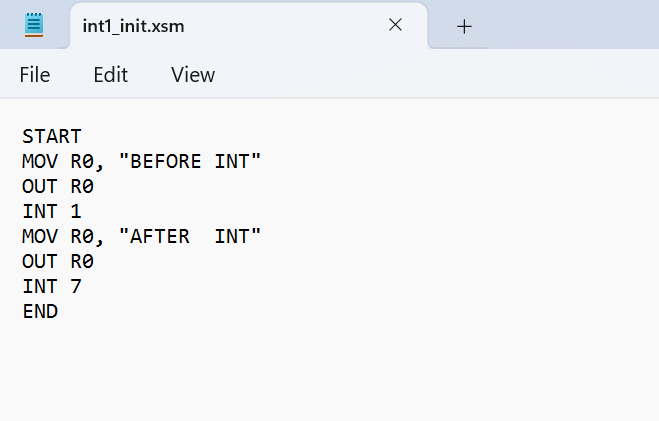 int1_init.xsm
File Edit View
START
MOV R0, "BEFORE INT"
OUT R0
INT 1
MOV R0, "AFTER  INT"
OUT R0
INT 7
END